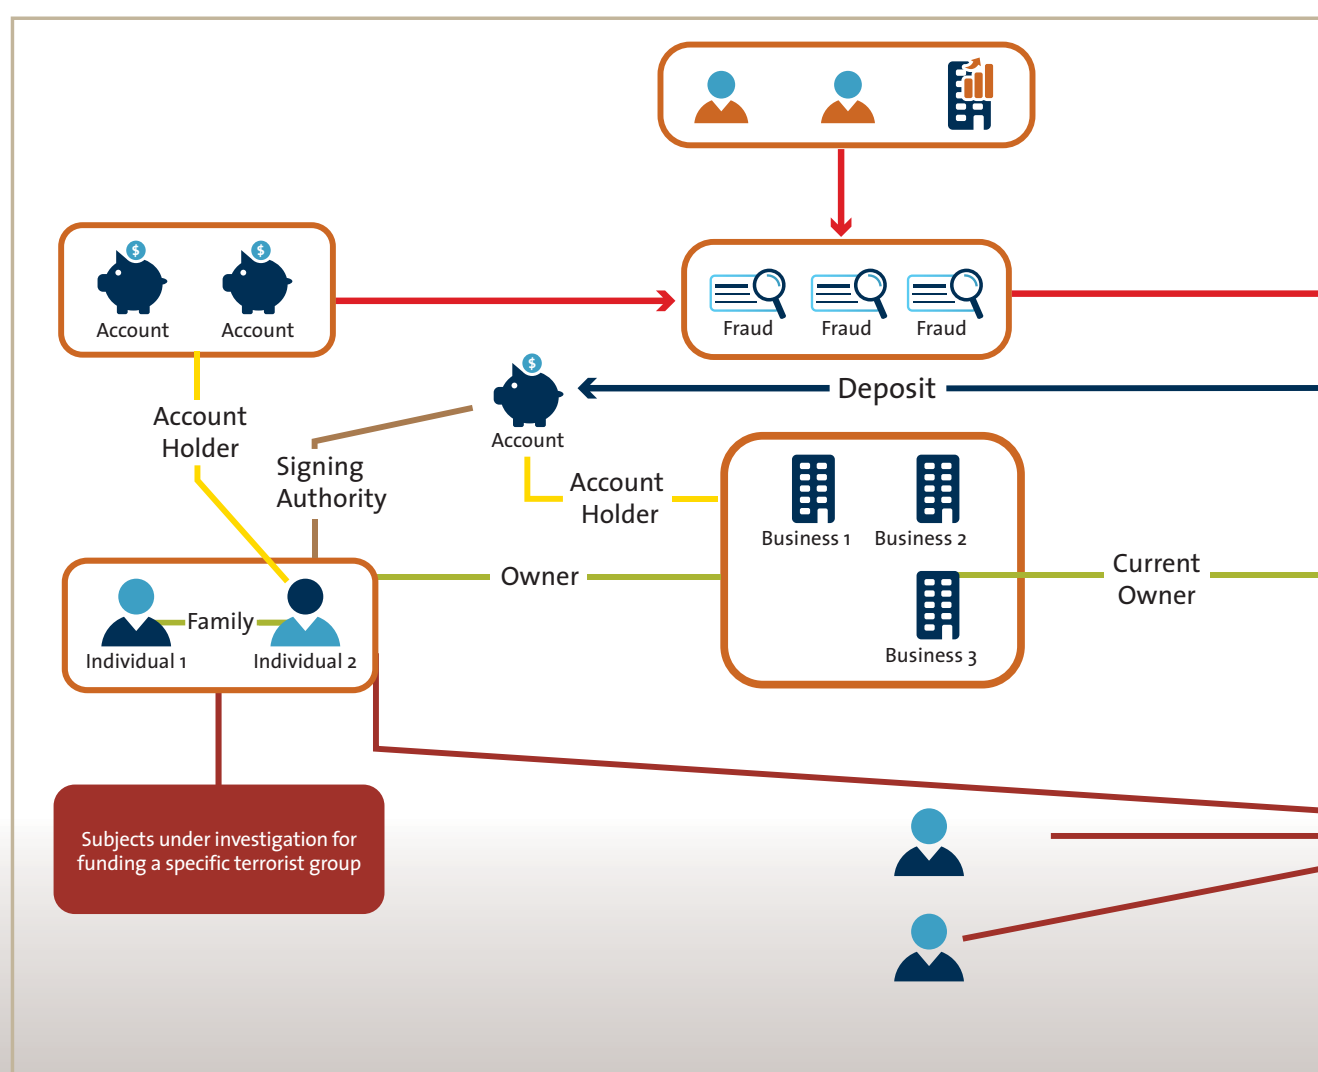 $
$
Account
Account
Fraud
Fraud
Fraud
$
Account
Deposit
Account
Holder
Signing
Authority
Account
Holder
Business 1
Business 2
Business 3
Owner
Current
Owner
Family
Individual 1
Individual 2
Subjects under investigation for
funding a specific terrorist group